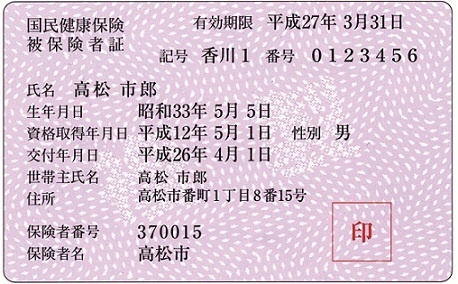 国民健康保険 有効期限 平成27年 3月31日
被保険者証
記号 香川1 番号 0123456
氏名 高松 市郎
生年月日 昭和33年 5月 5日
資格取得年月日 平成12年 5月 1日 性別 男
交付年月日 平成26年 4月 1日
世帯主氏名 高松 市郎
住所 高松市番町1丁目8番15号
保険者番号 370015
保険者名 高松市
印